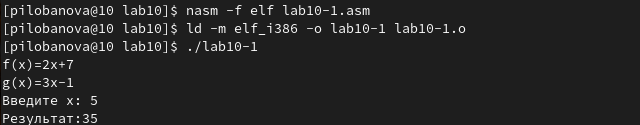 [pilobanova@10 lab10]$ nasm -f elf lab10-1.asm
[pilobanova@10 lab10]$ ld -m elf_i386 -o lab10-1 lab10-1.o
[pilobanova@10 lab10]$ ./lab10-1
f(x)=2x+7
g(x)=3x-1
Введите x: 5
Результат:35